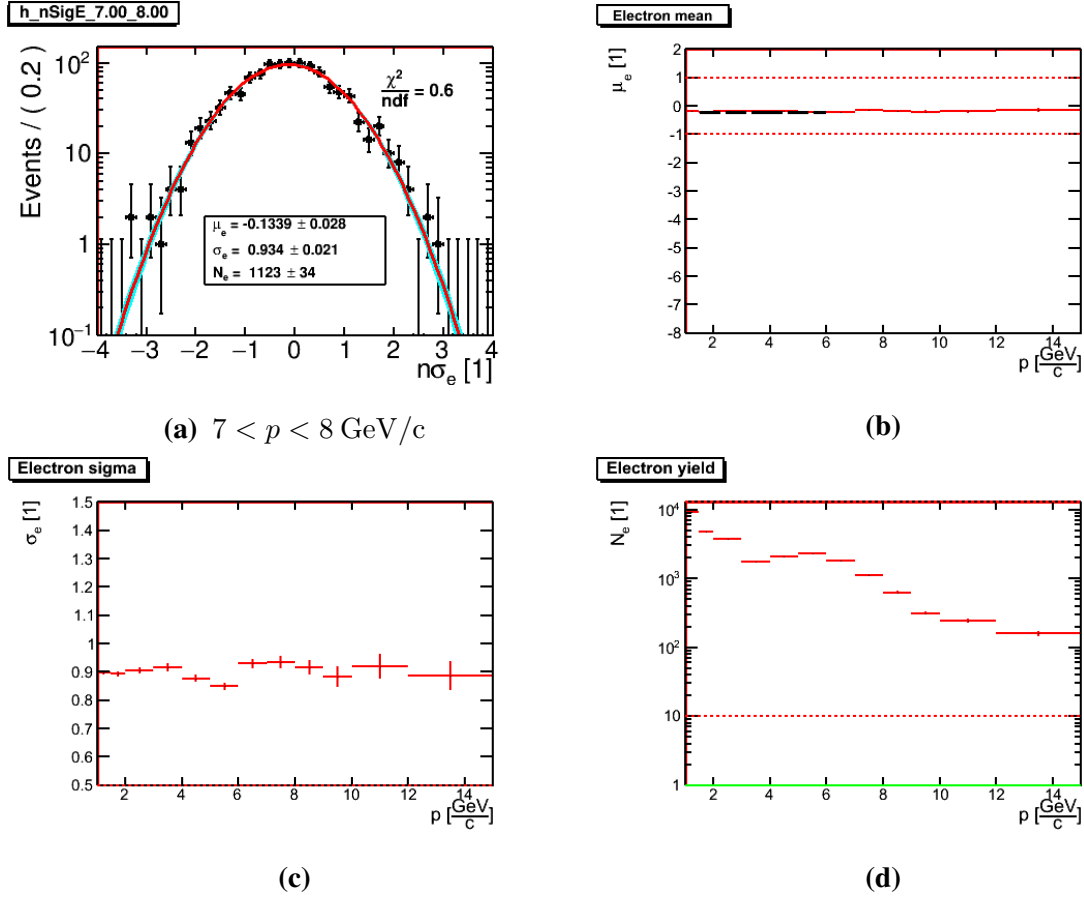 h_nSigE_7.00_8.00
Events / ( 0.2 )
10²
10
1
10⁻¹
χ²/ndf = 0.6
μe = -0.1339 ± 0.028
σe = 0.934 ± 0.021
Ne = 1123 ± 34
−4 −3 −2 −1 0 1 2 3 4
nσe [1]
(a) 7 < p < 8 GeV/c
Electron mean
μe [1]
2
1
0
-1
-2
-3
-4
-5
-6
-7
-8
2 4 6 8 10 12 14
p [GeV/c]
(b)
Electron sigma
σe [1]
1.5
1.4
1.3
1.2
1.1
1
0.9
0.8
0.7
0.6
0.5
2 4 6 8 10 12 14
p [GeV/c]
(c)
Electron yield
Ne [1]
10⁴
10³
10²
10
1
2 4 6 8 10 12 14
p [GeV/c]
(d)